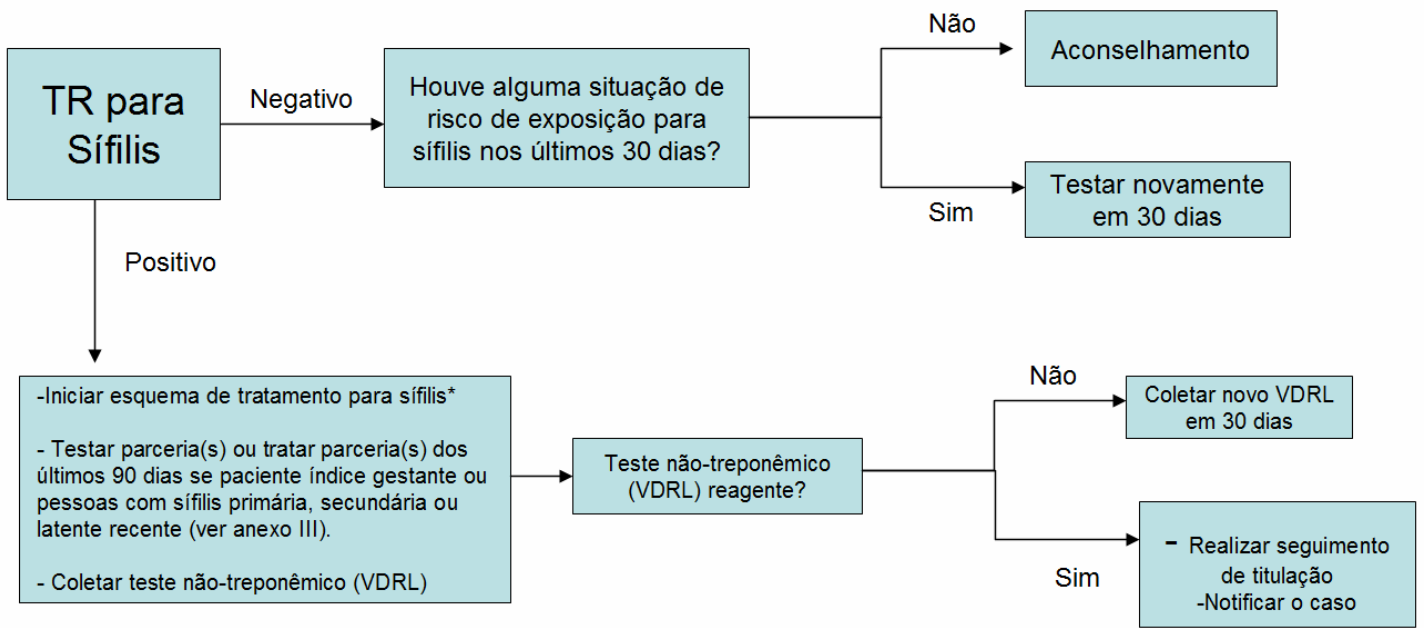 TR para
Sífilis
Negativo
Houve alguma situação de
risco de exposição para
sífilis nos últimos 30 dias?
Não
Aconselhamento
Sim
Testar novamente
em 30 dias
Positivo
-Iniciar esquema de tratamento para sífilis*
- Testar parceria(s) ou tratar parceria(s) dos
últimos 90 dias se paciente índice gestante ou
pessoas com sífilis primária, secundária ou
latente recente (ver anexo III).
- Coletar teste não-treponêmico (VDRL)
Teste não-treponêmico
(VDRL) reagente?
Não
Coletar novo VDRL
em 30 dias
Sim
- Realizar seguimento
de titulação
-Notificar o caso